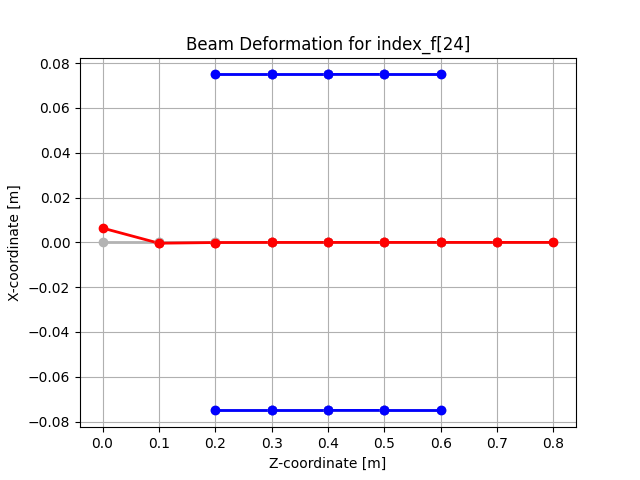 Beam Deformation for index_f[24]
0.08
0.06
0.04
0.02
0.00
−0.02
−0.04
−0.06
−0.08
X-coordinate [m]
0.0 0.1 0.2 0.3 0.4 0.5 0.6 0.7 0.8
Z-coordinate [m]